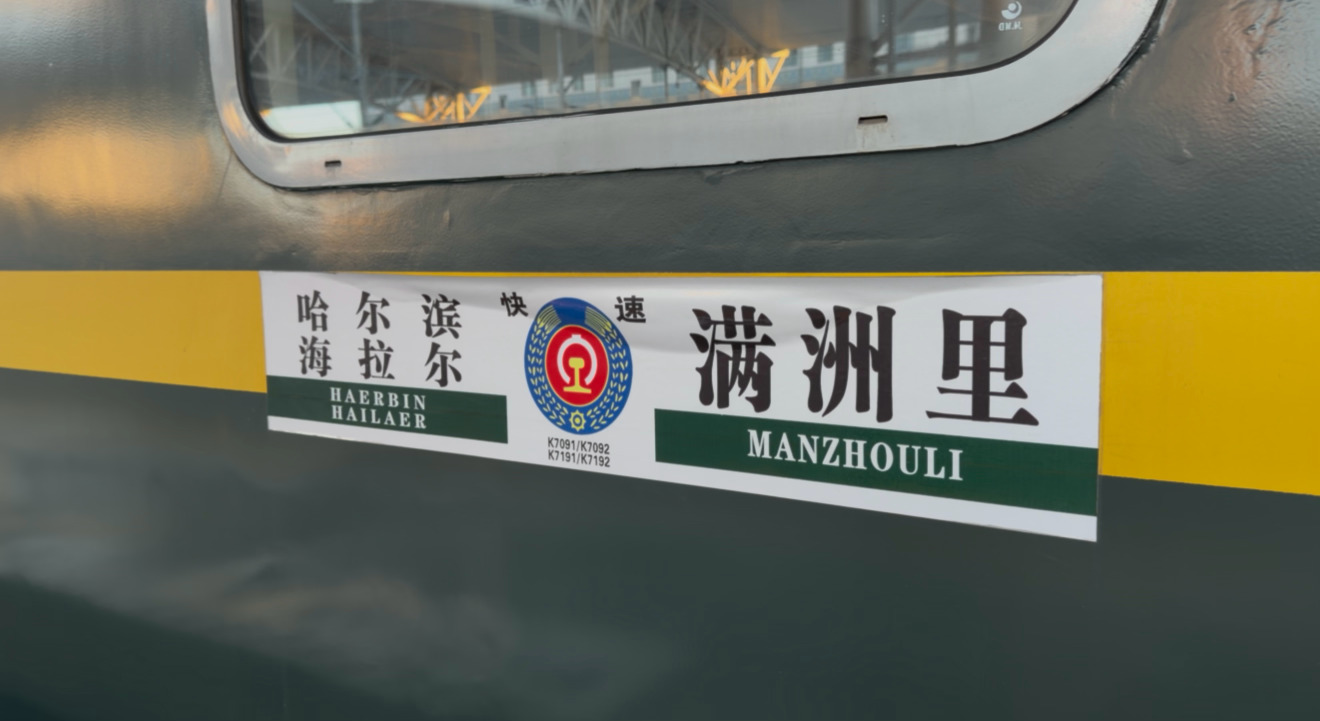 哈尔滨
海拉尔
HAERBIN
HAILAER
快 速
K7091/K7092
K7191/K7192
满洲里
MANZHOULI